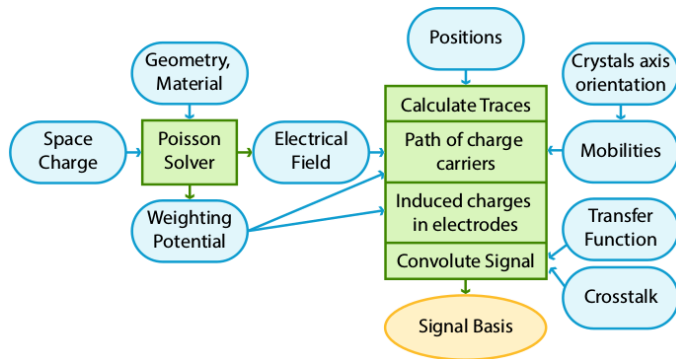 Positions
Geometry,
Material
Crystals axis
orientation
Calculate Traces
Space
Charge
Poisson
Solver
Electrical
Field
Path of charge
carriers
Mobilities
Weighting
Potential
Induced charges
in electrodes
Transfer
Function
Convolute Signal
Crosstalk
Signal Basis